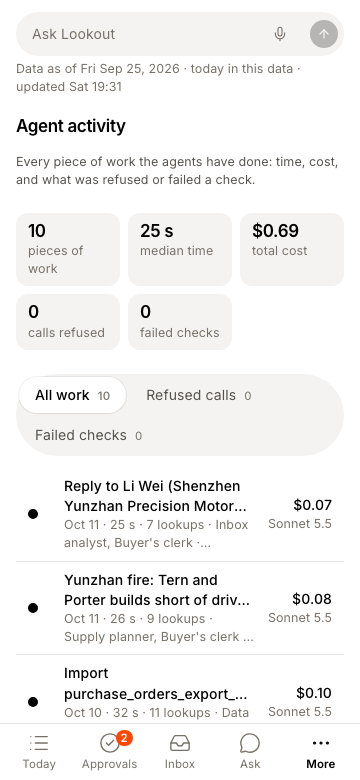 Ask Lookout
Data as of Fri Sep 25, 2026 · today in this data ·
updated Sat 19:31
Agent activity
Every piece of work the agents have done: time, cost,
and what was refused or failed a check.
10
pieces of
work
25 s
median time
$0.69
total cost
0
calls refused
0
failed checks
All work 10
Refused calls 0
Failed checks 0
Reply to Li Wei (Shenzhen
Yunzhan Precision Motor...
Oct 11 · 25 s · 7 lookups · Inbox
analyst, Buyer's clerk ·...
$0.07
Sonnet 5.5
Yunzhan fire: Tern and
Porter builds short of driv...
Oct 11 · 26 s · 9 lookups ·
Supply planner, Buyer's clerk ...
$0.08
Sonnet 5.5
Import
purchase_orders_export_...
Oct 10 · 32 s · 11 lookups · Data
$0.10
Sonnet 5.5
2
Today
Approvals
Inbox
Ask
More